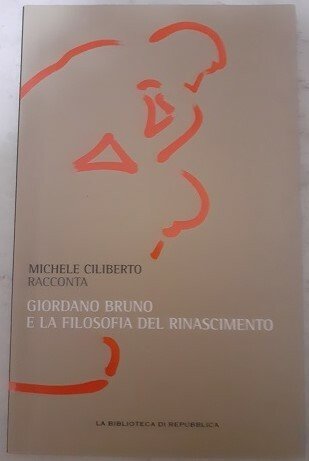 MICHELE CILIBERTO
RACCONTA
GIORDANO BRUNO
E LA FILOSOFIA DEL RINASCIMENTO
LA BIBLIOTECA DI REPUBBLICA